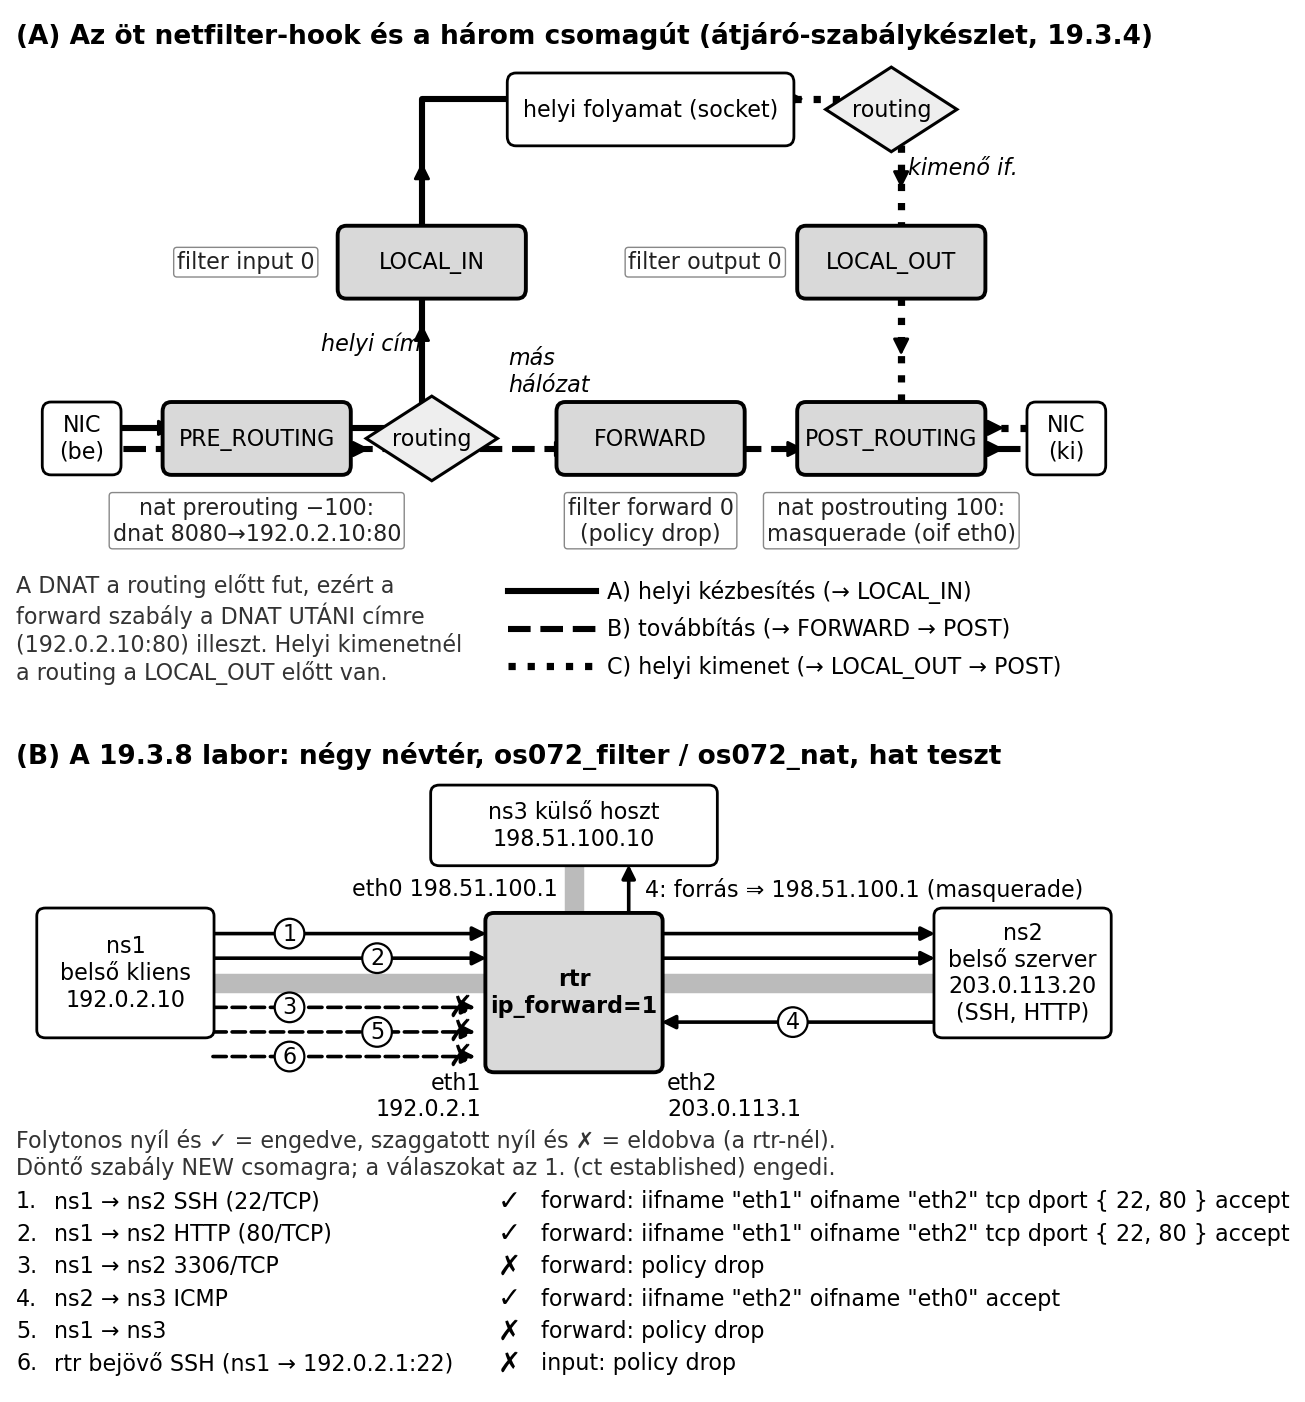 (A) Az öt netfilter-hook és a három csomagút (átjáró-szabálykészlet, 19.3.4)
helyi folyamat (socket)
routing
kimenő if.
filter input 0
LOCAL_IN
filter output 0
LOCAL_OUT
helyi cím
más
hálózat
NIC
(be)
PRE_ROUTING
routing
FORWARD
POST_ROUTING
NIC
(ki)
nat prerouting −100:
dnat 8080→192.0.2.10:80
filter forward 0
(policy drop)
nat postrouting 100:
masquerade (oif eth0)
A DNAT a routing előtt fut, ezért a
forward szabály a DNAT UTÁNI címre
(192.0.2.10:80) illeszt. Helyi kimenetnél
a routing a LOCAL_OUT előtt van.
A) helyi kézbesítés (→ LOCAL_IN)
B) továbbítás (→ FORWARD → POST)
C) helyi kimenet (→ LOCAL_OUT → POST)
(B) A 19.3.8 labor: négy névtér, os072_filter / os072_nat, hat teszt
ns3 külső hoszt
198.51.100.10
eth0 198.51.100.1
4: forrás ⇒ 198.51.100.1 (masquerade)
ns1
belső kliens
192.0.2.10
1
2
3
5
6
✗
✗
✗
rtr
ip_forward=1
4
ns2
belső szerver
203.0.113.20
(SSH, HTTP)
eth1
192.0.2.1
eth2
203.0.113.1
Folytonos nyíl és ✓ = engedve, szaggatott nyíl és ✗ = eldobva (a rtr-nél).
Döntő szabály NEW csomagra; a válaszokat az 1. (ct established) engedi.
1. ns1 → ns2 SSH (22/TCP) ✓ forward: iifname "eth1" oifname "eth2" tcp dport { 22, 80 } accept
2. ns1 → ns2 HTTP (80/TCP) ✓ forward: iifname "eth1" oifname "eth2" tcp dport { 22, 80 } accept
3. ns1 → ns2 3306/TCP ✗ forward: policy drop
4. ns2 → ns3 ICMP ✓ forward: iifname "eth2" oifname "eth0" accept
5. ns1 → ns3 ✗ forward: policy drop
6. rtr bejövő SSH (ns1 → 192.0.2.1:22) ✗ input: policy drop